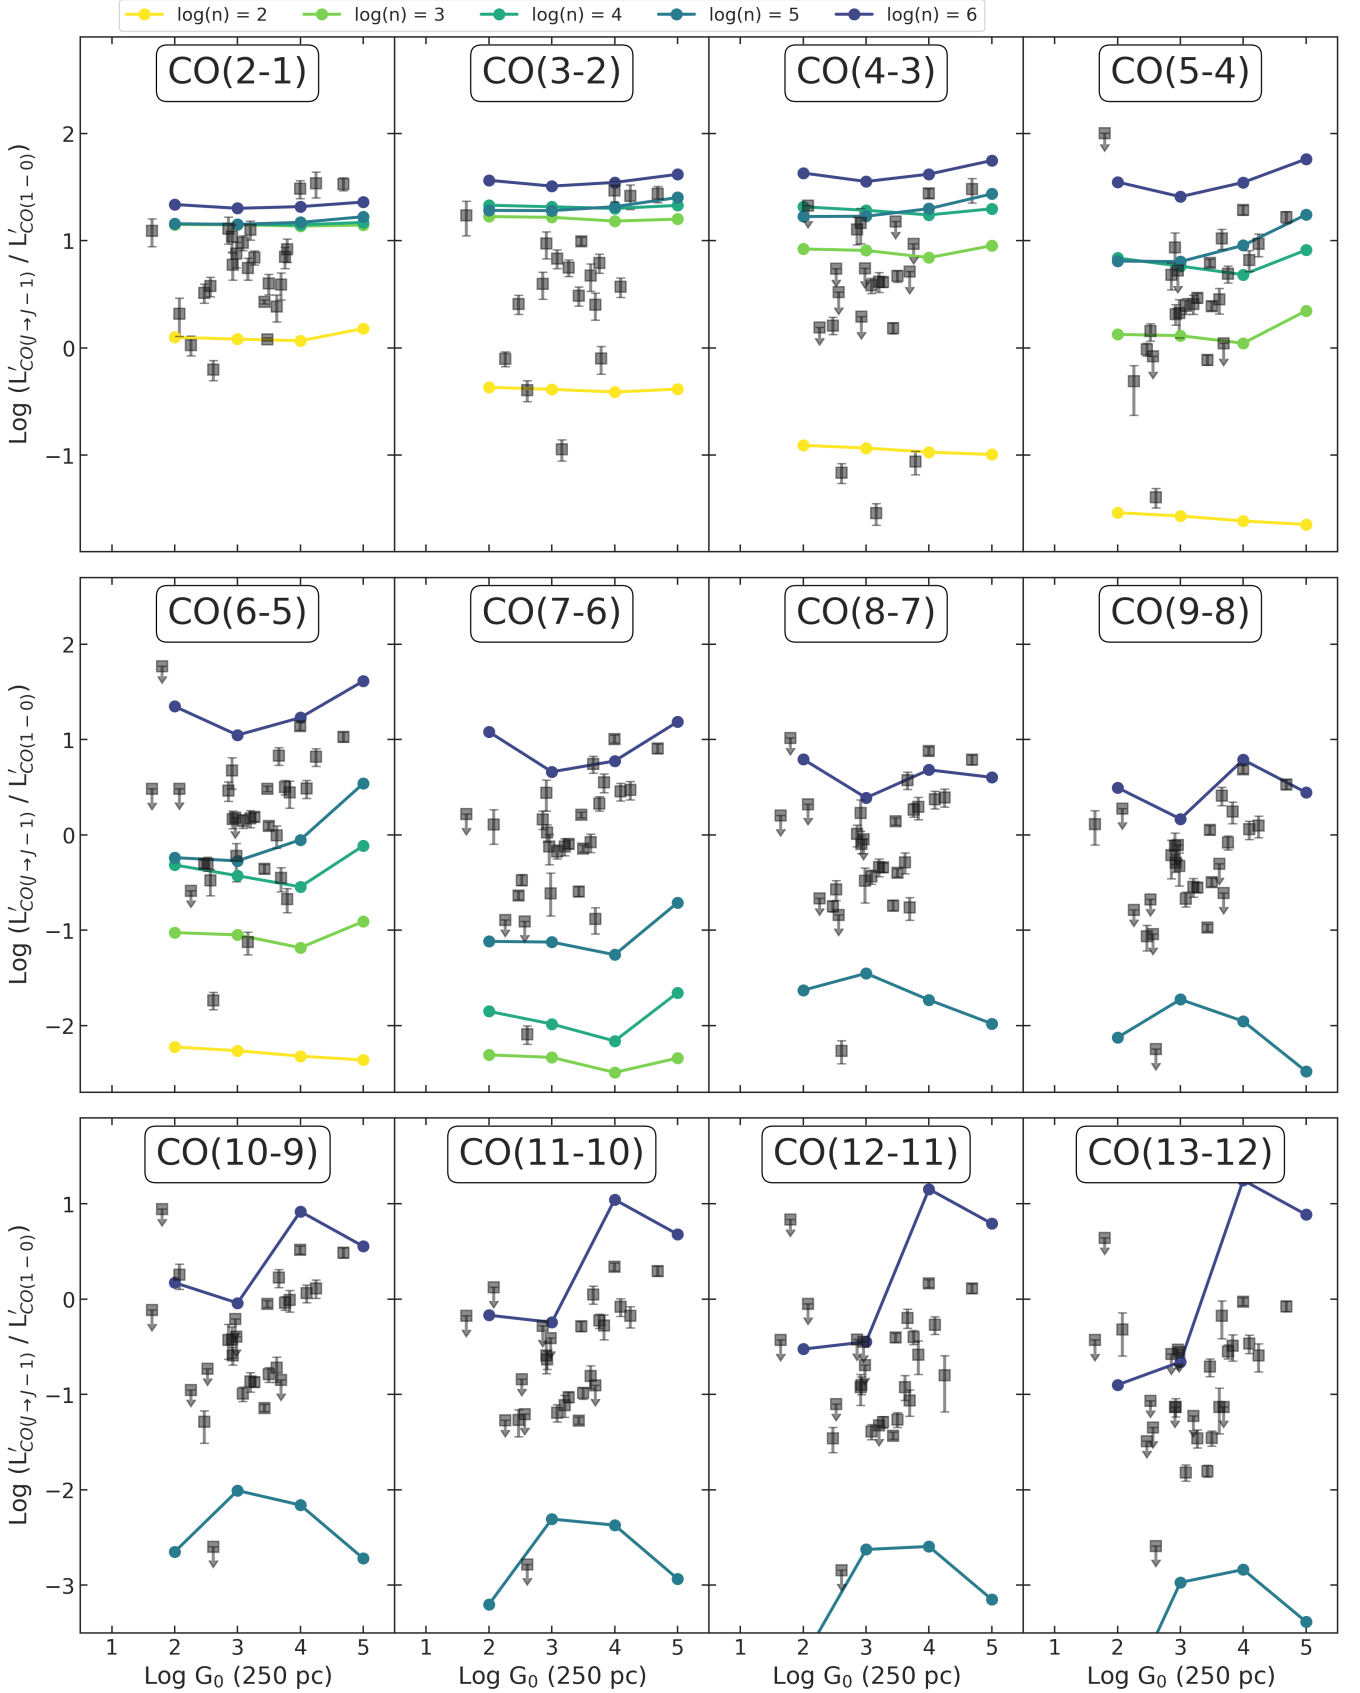 log(n) = 2 log(n) = 3 log(n) = 4 log(n) = 5 log(n) = 6
CO(2-1) CO(3-2) CO(4-3) CO(5-4)
2
1
0
−1
Log (L′CO(J→J−1) / L′CO(1−0))
CO(6-5) CO(7-6) CO(8-7) CO(9-8)
2
1
0
−1
−2
Log (L′CO(J→J−1) / L′CO(1−0))
CO(10-9) CO(11-10) CO(12-11) CO(13-12)
1
0
−1
−2
−3
Log (L′CO(J→J−1) / L′CO(1−0))
1 2 3 4 5 1 2 3 4 5 1 2 3 4 5 1 2 3 4 5
Log G₀ (250 pc) Log G₀ (250 pc) Log G₀ (250 pc) Log G₀ (250 pc)